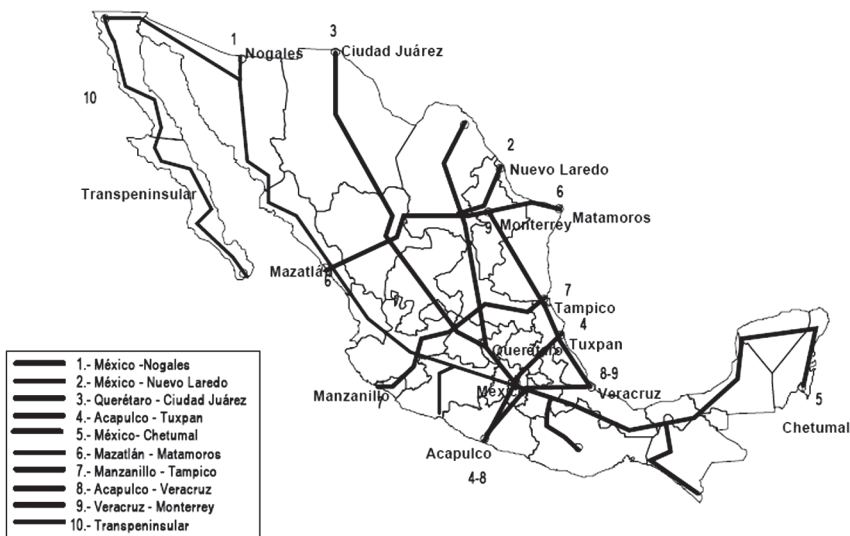 3
1
Nogales
Ciudad Juárez
10
2
Nuevo Laredo
Transpeninsular
6
Matamoros
9
Monterrey
Mazatlán
6
7
Tampico
4
Tuxpan
Querétaro
8-9
Veracruz
México
Manzanillo
7
5
Chetumal
Acapulco
4-8
1.- México -Nogales
2.- México - Nuevo Laredo
3.- Querétaro - Ciudad Juárez
4.- Acapulco - Tuxpan
5.- México- Chetumal
6.- Mazatlán - Matamoros
7.- Manzanillo - Tampico
8.- Acapulco - Veracruz
9.- Veracruz - Monterrey
10.- Transpeninsular